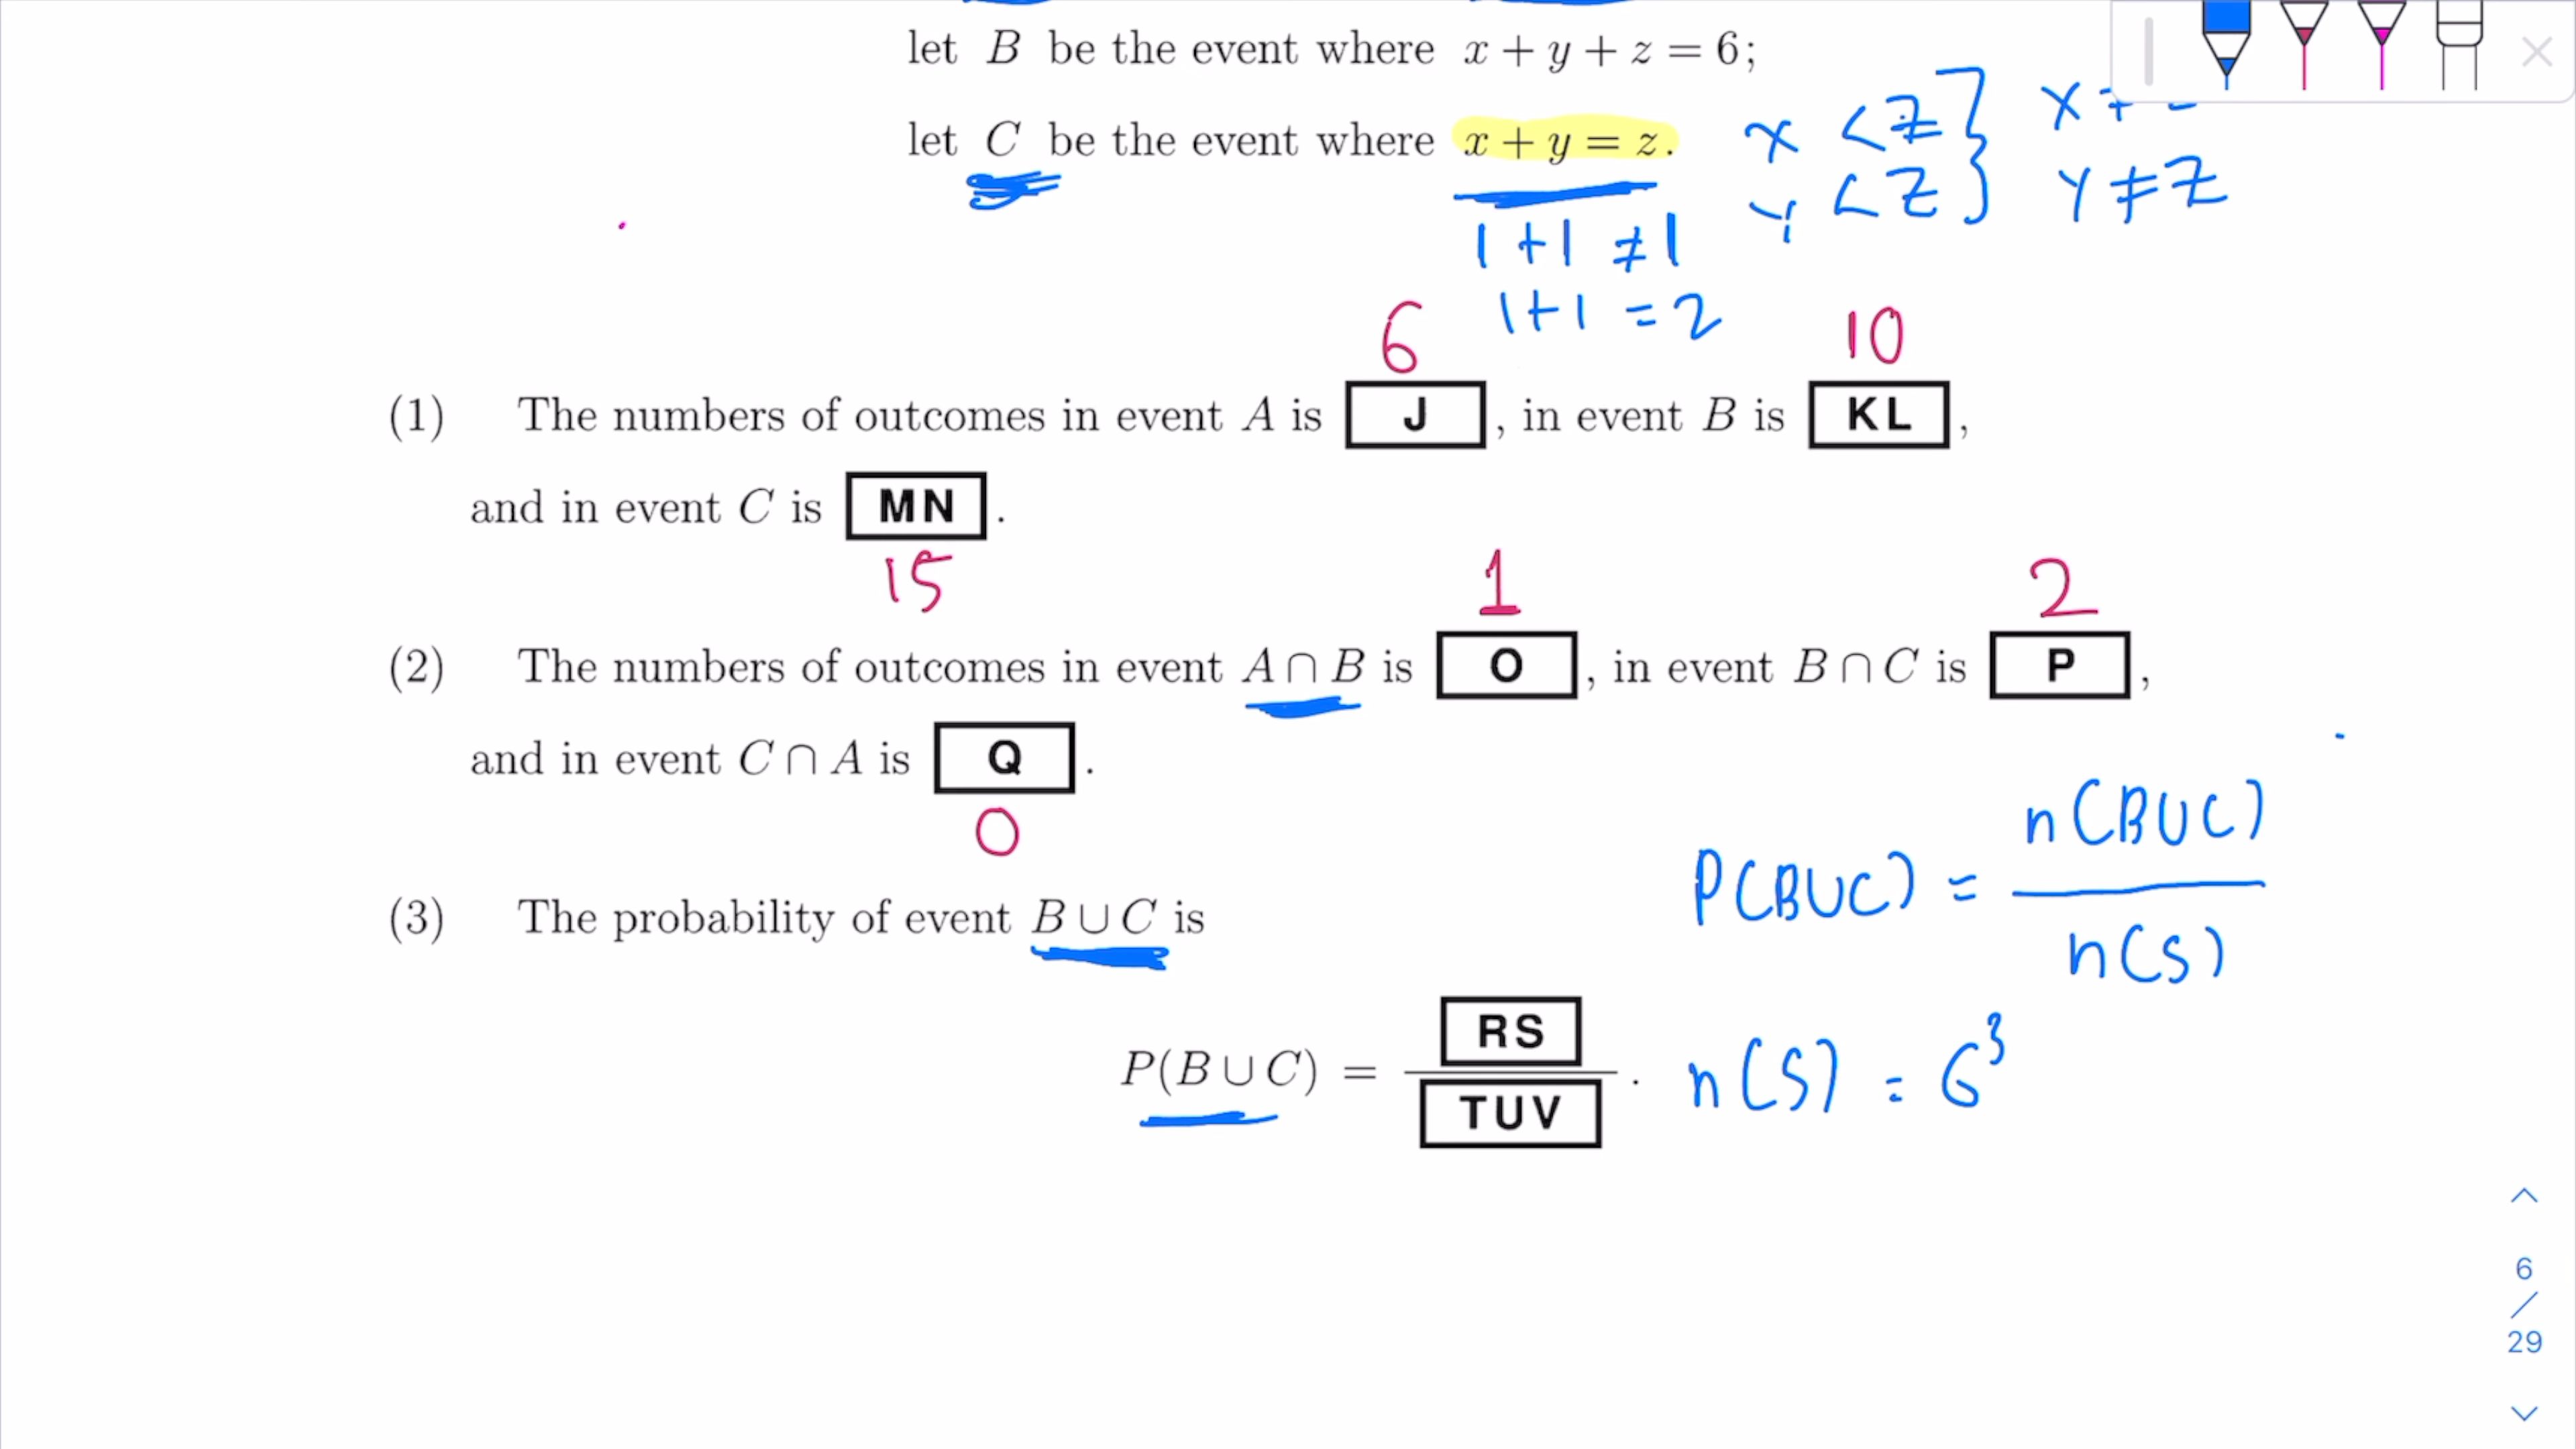 let B be the event where x + y + z = 6;
let C be the event where x + y = z.
x < z
y < z
x ≠
y ≠ z
1 + 1 ≠ 1
1 + 1 = 2
6
10
(1) The numbers of outcomes in event A is J , in event B is KL ,
and in event C is MN .
15
1
2
(2) The numbers of outcomes in event A ∩ B is O , in event B ∩ C is P ,
and in event C ∩ A is Q .
0
P(B∪C) = n(B∪C) / n(S)
(3) The probability of event B ∪ C is
P(B ∪ C) = RS / TUV .
n(S) = 6³
6
/
29